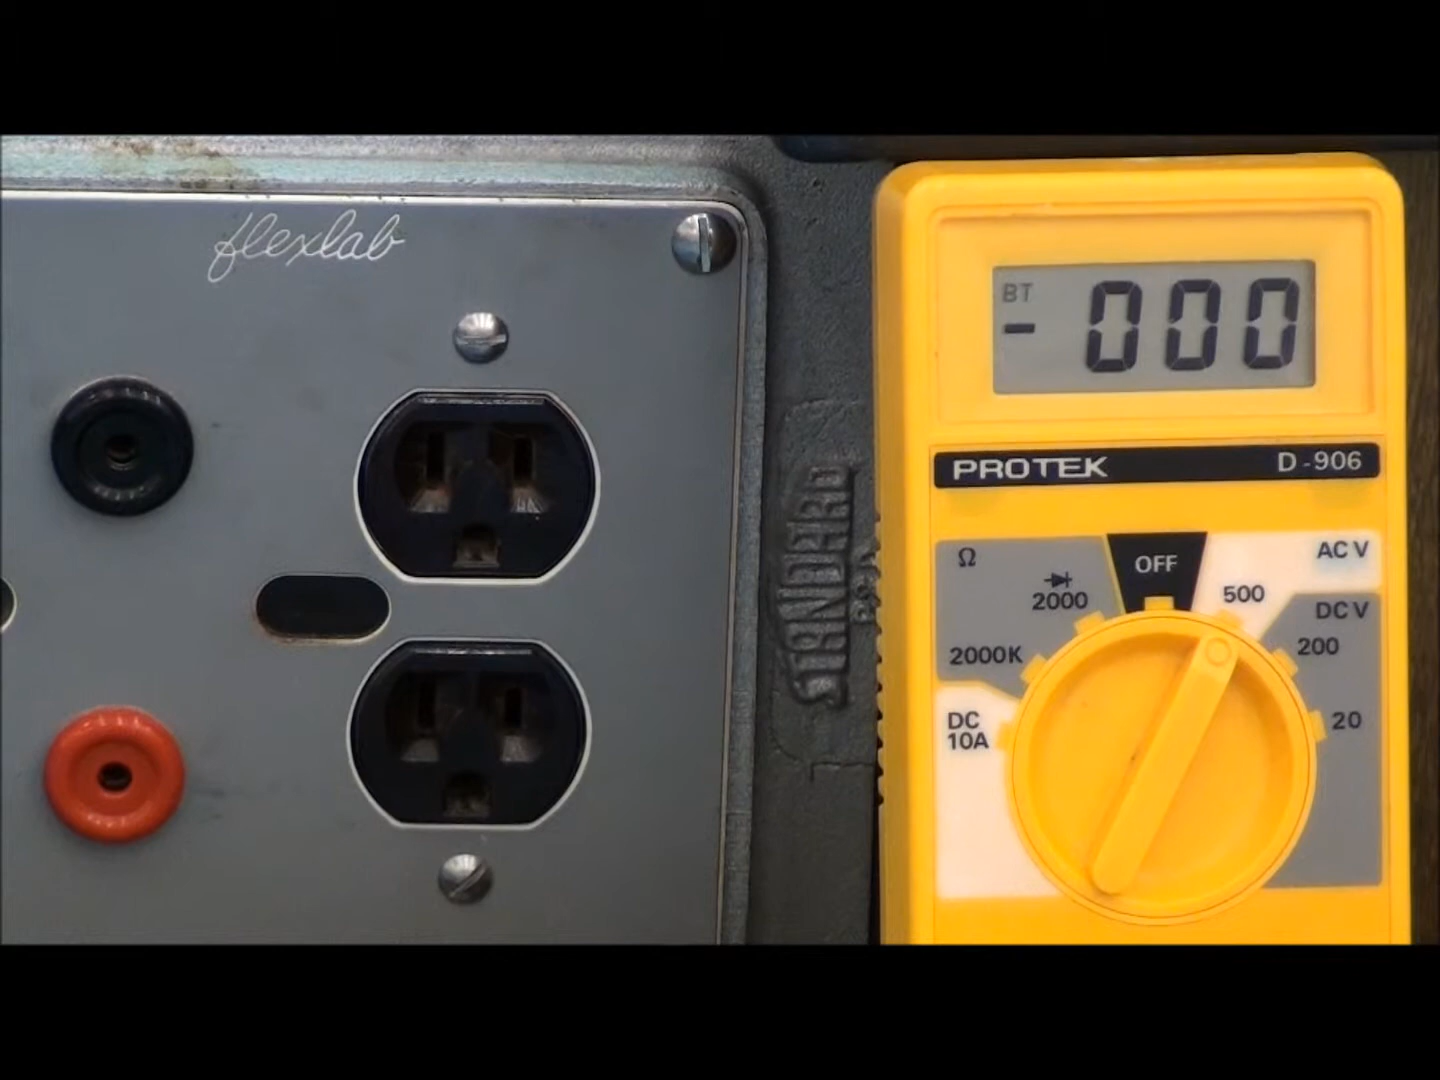 flexlab
STANDARD
BT
- 000
PROTEK D-906
Ω
OFF
AC V
2000
500
DC V
2000K
200
DC
10A
20